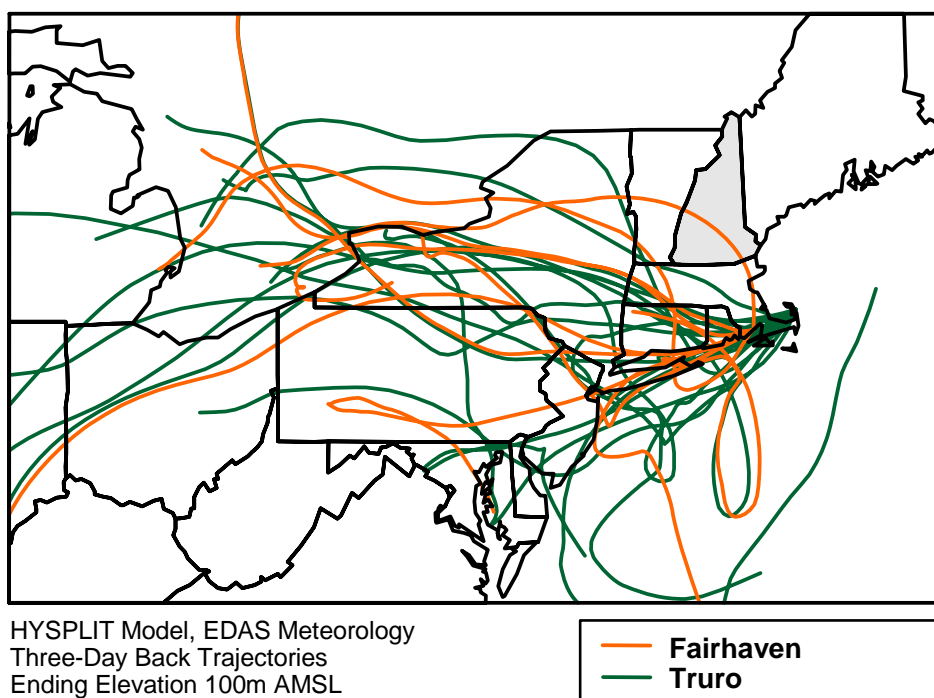 HYSPLIT Model, EDAS Meteorology
Three-Day Back Trajectories
Ending Elevation 100m AMSL
Fairhaven
Truro